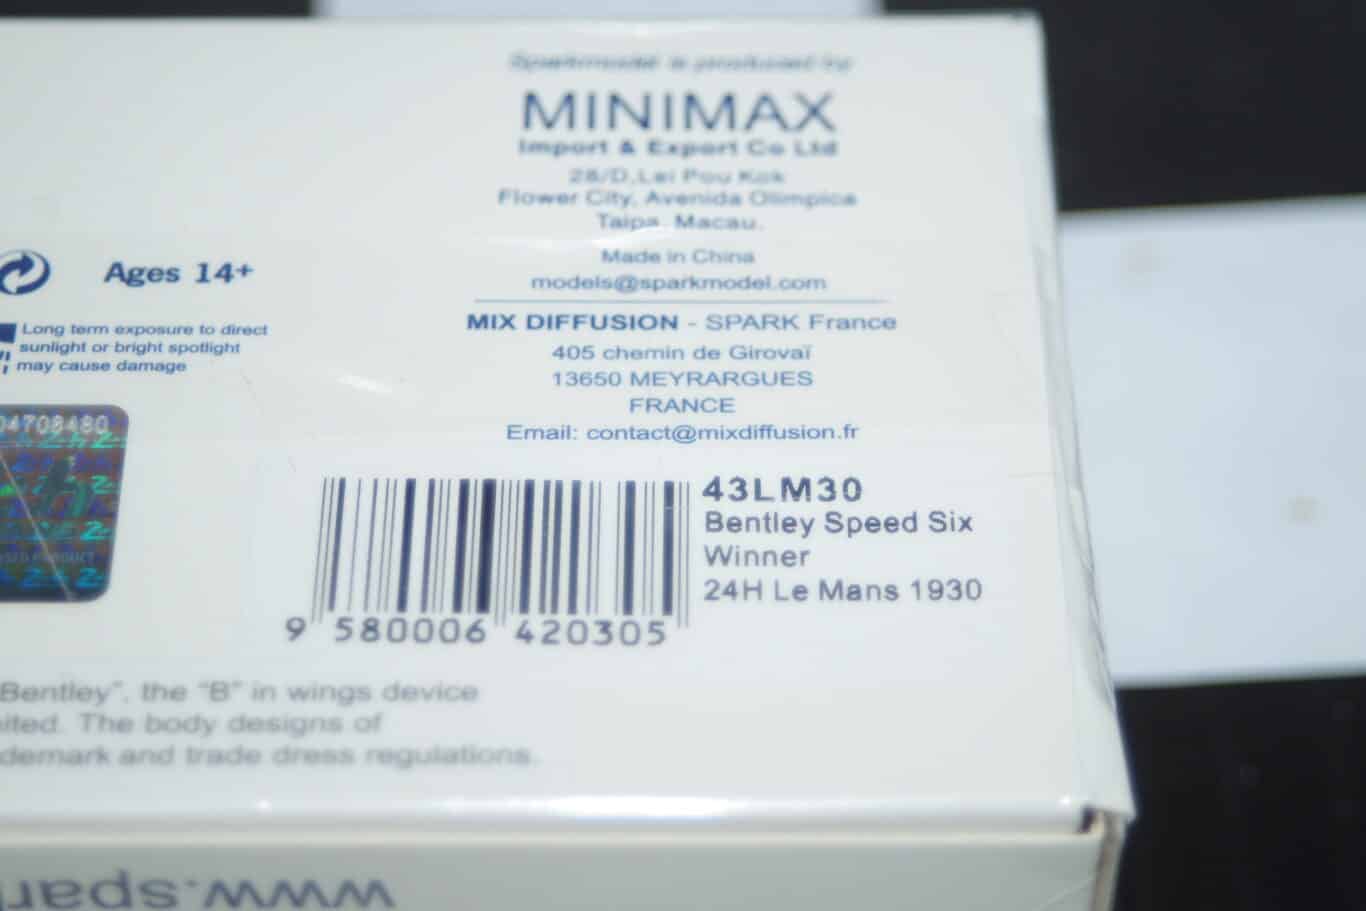 Sparkmodel is produced by
MINIMAX
Import & Export Co Ltd
28/D, Lei Pou Kok
Flower City, Avenida Olimpica
Taipa, Macau.
Made in China
models@sparkmodel.com
MIX DIFFUSION - SPARK France
405 chemin de Girovaï
13650 MEYRARGUES
FRANCE
Email: contact@mixdiffusion.fr
Ages 14+
Long term exposure to direct
sunlight or bright spotlight
may cause damage
04708480
43LM30
Bentley Speed Six
Winner
24H Le Mans 1930
9 580006 420305
Bentley", the "B" in wings device
The body designs of
and trade dress regulations.
www.spar